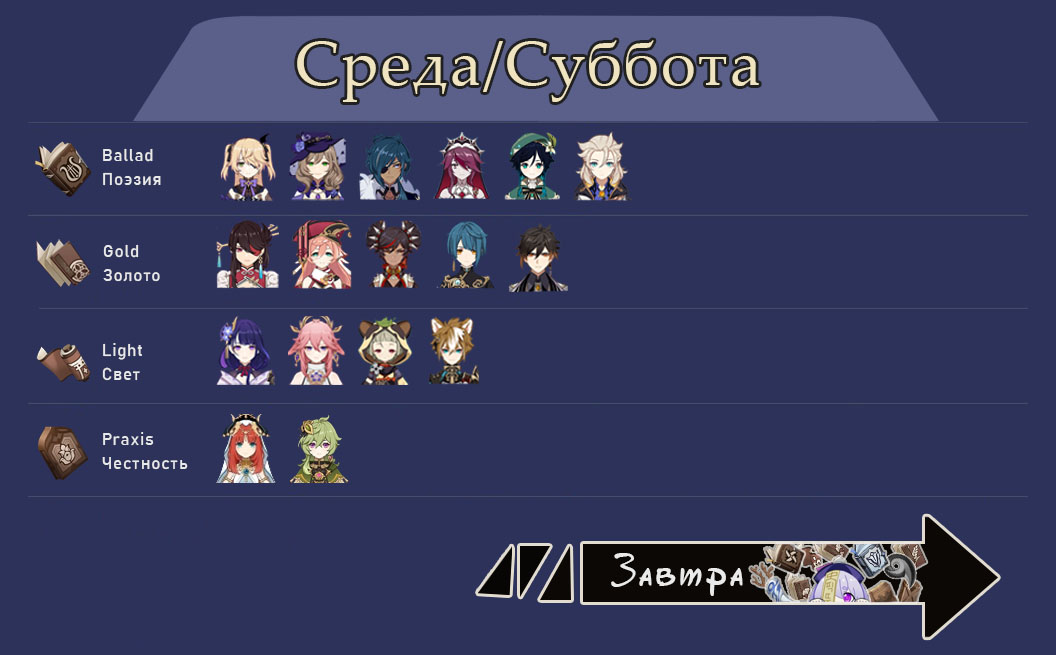 Среда/Суббота
Ballad
Поэзия
Gold
Золото
Light
Свет
Praxis
Честность
Завтра